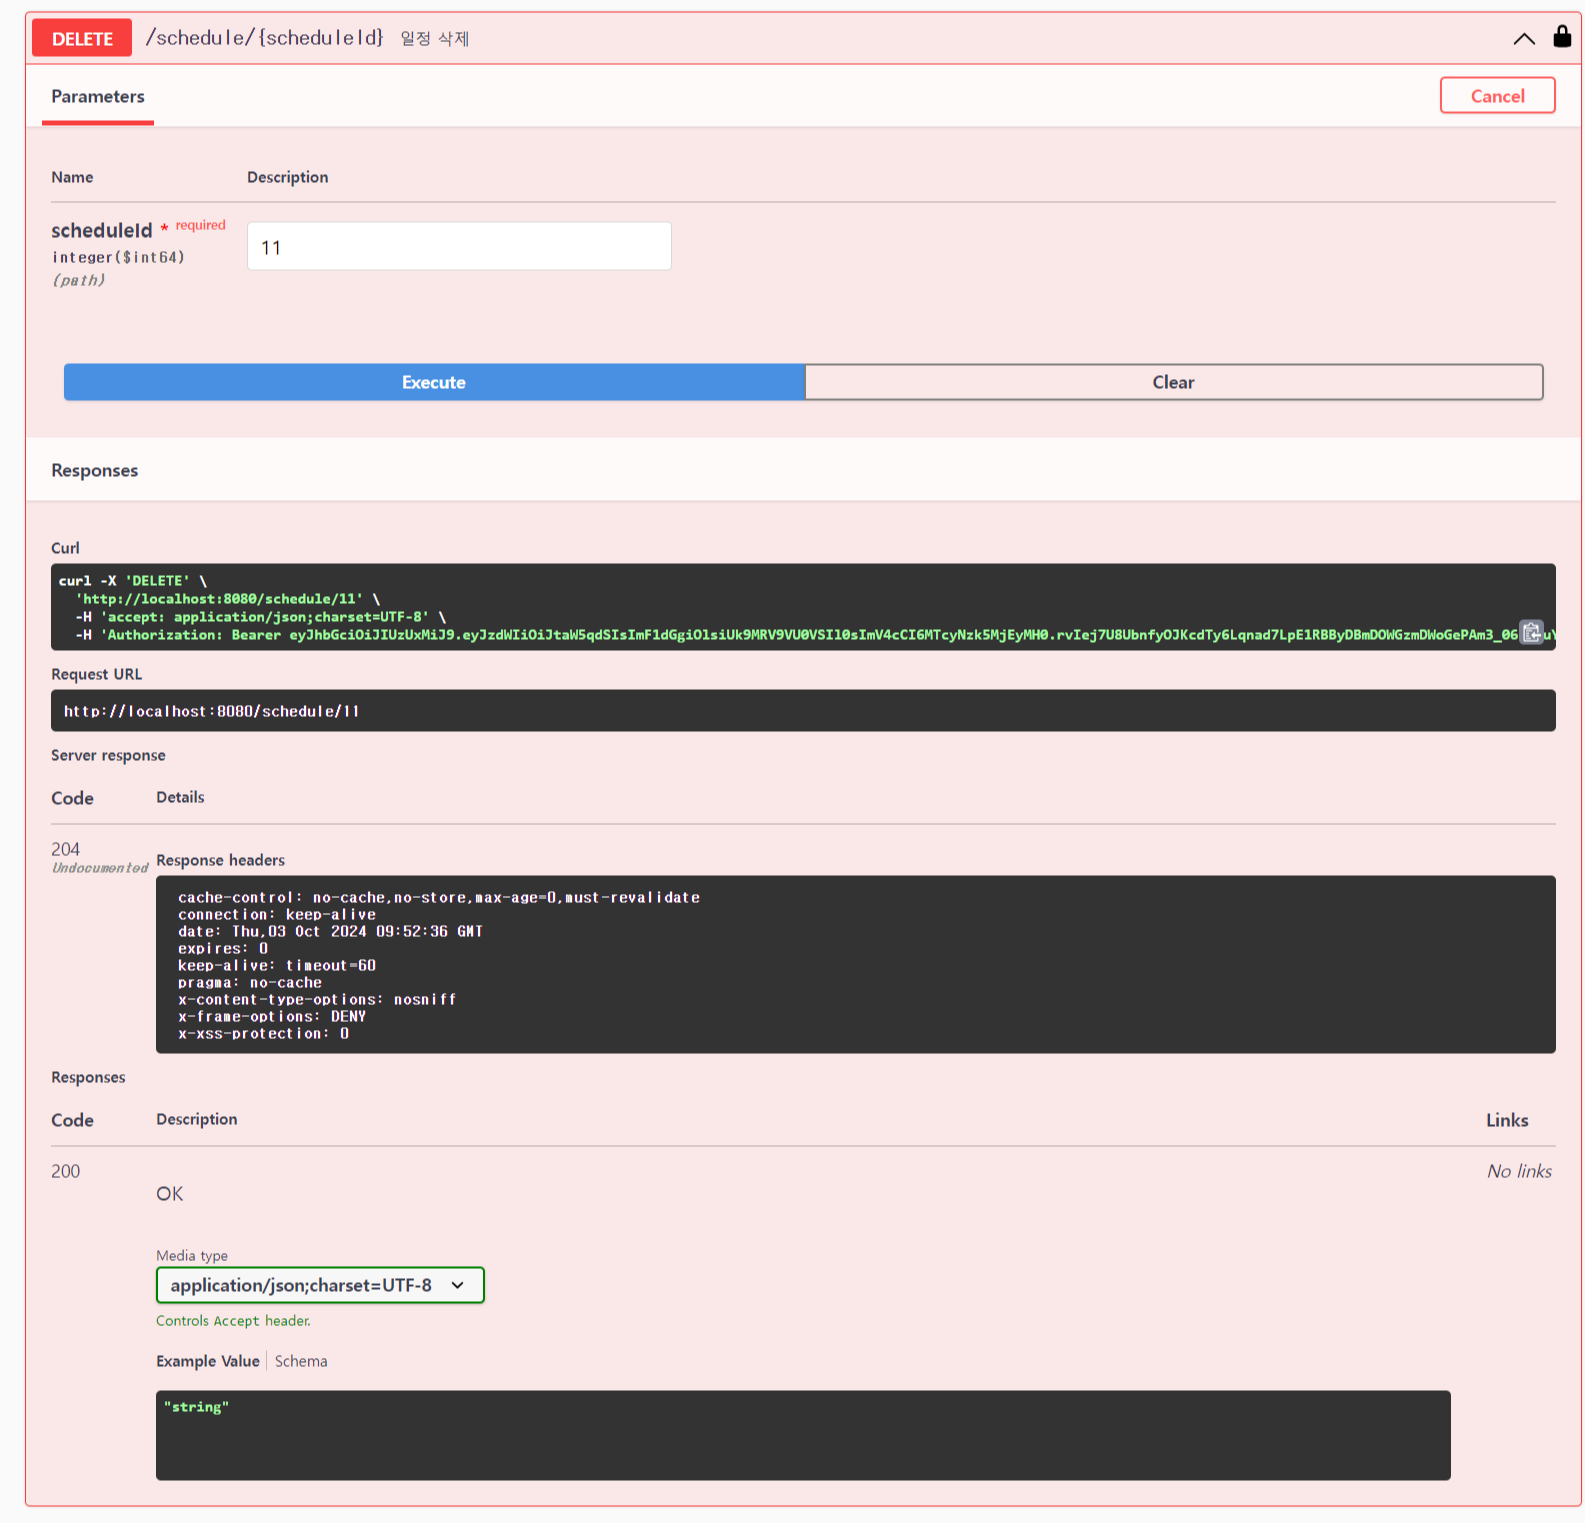 DELETE /schedule/{scheduleId} 일정 삭제
Parameters
Cancel
Name Description
scheduleId * required
integer($int64)
(path)
11
Execute Clear
Responses
Curl
curl -X 'DELETE' \
'http://localhost:8080/schedule/11' \
-H 'accept: application/json;charset=UTF-8' \
-H 'Authorization: Bearer
Request URL
http://localhost:8080/schedule/11
Server response
Code Details
204
Undocumented
Response headers
cache-control: no-cache,no-store,max-age=0,must-revalidate
connection: keep-alive
date: Thu,03 Oct 2024 09:52:36 GMT
expires: 0
keep-alive: timeout=60
pragma: no-cache
x-content-type-options: nosniff
x-frame-options: DENY
x-xss-protection: 0
Responses
Code Description Links
200 No links
OK
Media type
application/json;charset=UTF-8
Controls Accept header.
Example Value Schema
"string"